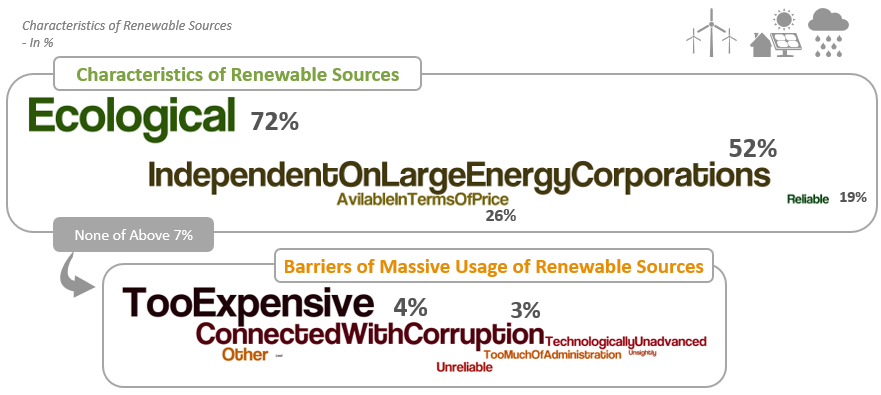 Characteristics of Renewable Sources
- In %
Characteristics of Renewable Sources
Ecological 72%
52%
IndependentOnLargeEnergyCorporations
AvilableInTermsOfPrice
Reliable 19%
26%
None of Above 7%
Barriers of Massive Usage of Renewable Sources
TooExpensive 4% 3%
ConnectedWithCorruption
TechnologicallyUnadvanced
Other
TooMuchOfAdministration Unsightly
Unreliable